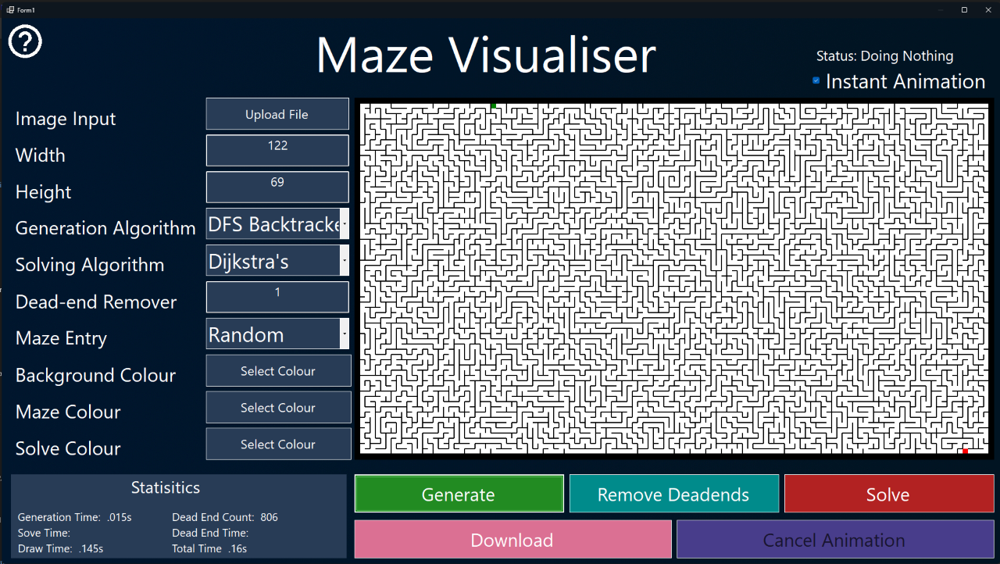 Form1
?
Maze Visualiser
Status: Doing Nothing
Instant Animation
Image Input
Upload File
Width
122
Height
69
Generation Algorithm
DFS Backtracke
Solving Algorithm
Dijkstra's
Dead-end Remover
1
Maze Entry
Random
Background Colour
Select Colour
Maze Colour
Select Colour
Solve Colour
Select Colour
Statisitics
Generation Time: .015s
Dead End Count: 806
Sove Time:
Dead End Time:
Draw Time: .145s
Total Time .16s
Generate
Remove Deadends
Solve
Download
Cancel Animation